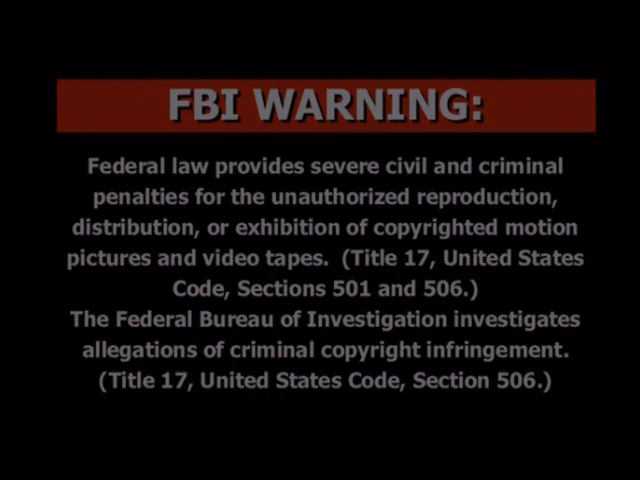 FBI WARNING:
Federal law provides severe civil and criminal
penalties for the unauthorized reproduction,
distribution, or exhibition of copyrighted motion
pictures and video tapes.  (Title 17, United States
Code, Sections 501 and 506.)
The Federal Bureau of Investigation investigates
allegations of criminal copyright infringement.
(Title 17, United States Code, Section 506.)